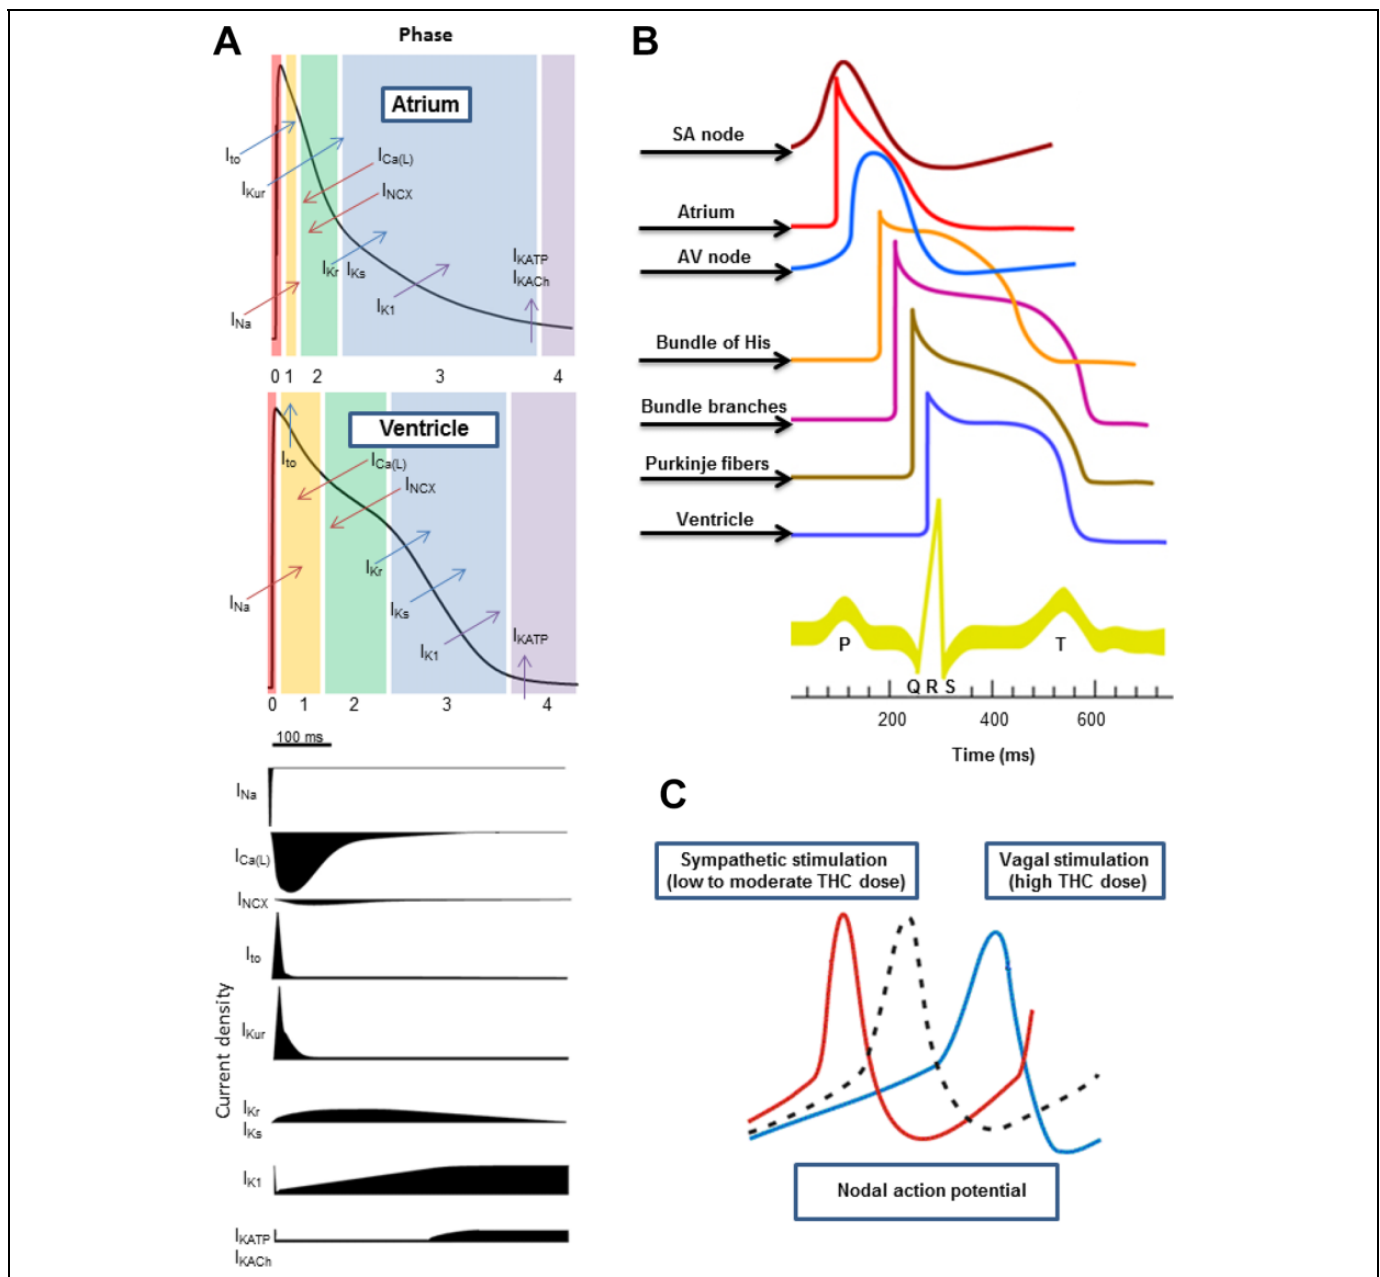 A
Phase
Atrium
Ito
IKur
ICa(L)
INCX
IKr IKs
IK1
IKATP
IKACh
INa
0 1 2 3 4
Ventricle
Ito
ICa(L)
INCX
IKr
INa
IKs
IK1
IKATP
0 1 2 3 4
100 ms
Current density
INa
ICa(L)
INCX
Ito
IKur
IKr
IKs
IK1
IKATP
IKACh
B
SA node
Atrium
AV node
Bundle of His
Bundle branches
Purkinje fibers
Ventricle
P T
Q R S
200 400 600
Time (ms)
C
Sympathetic stimulation
(low to moderate THC dose)
Vagal stimulation
(high THC dose)
Nodal action potential